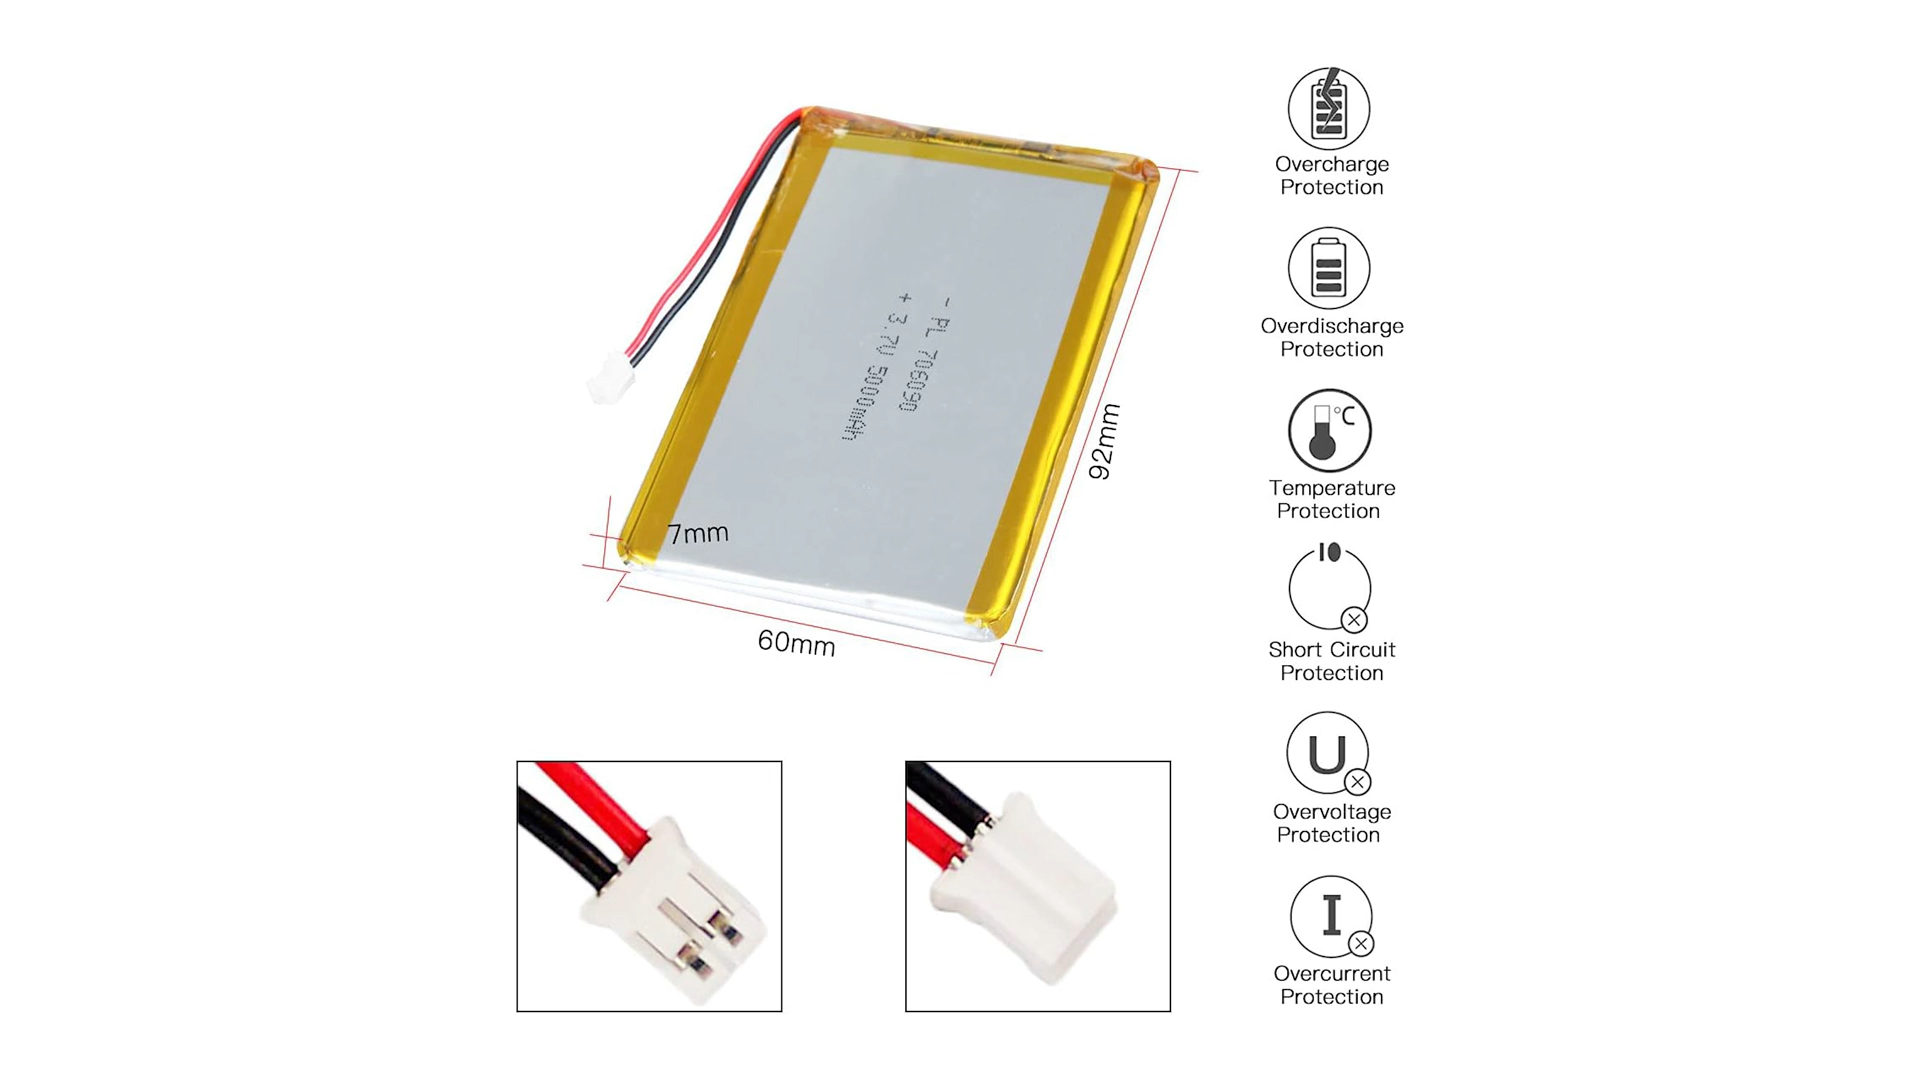 - PL 706090
+ 3.7V 5000mAh
7mm
92mm
60mm
Overcharge
Protection
Overdischarge
Protection
°C
Temperature
Protection
Short Circuit
Protection
U
Overvoltage
Protection
I
Overcurrent
Protection